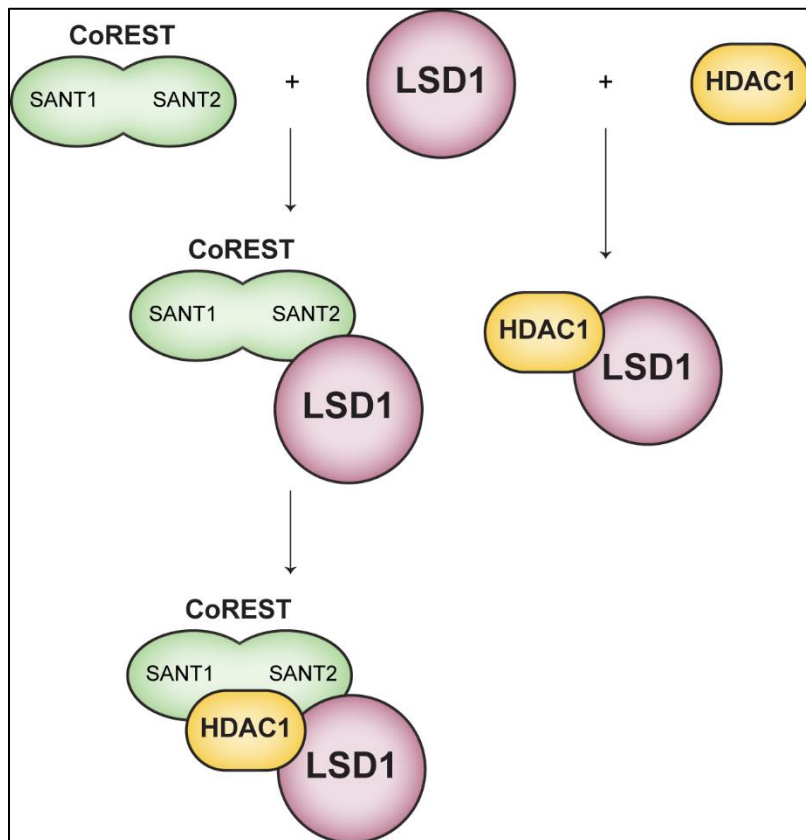 CoREST
SANT1 SANT2 + LSD1 + HDAC1
CoREST
SANT1 SANT2
LSD1
HDAC1
LSD1
CoREST
SANT1 SANT2
HDAC1
LSD1